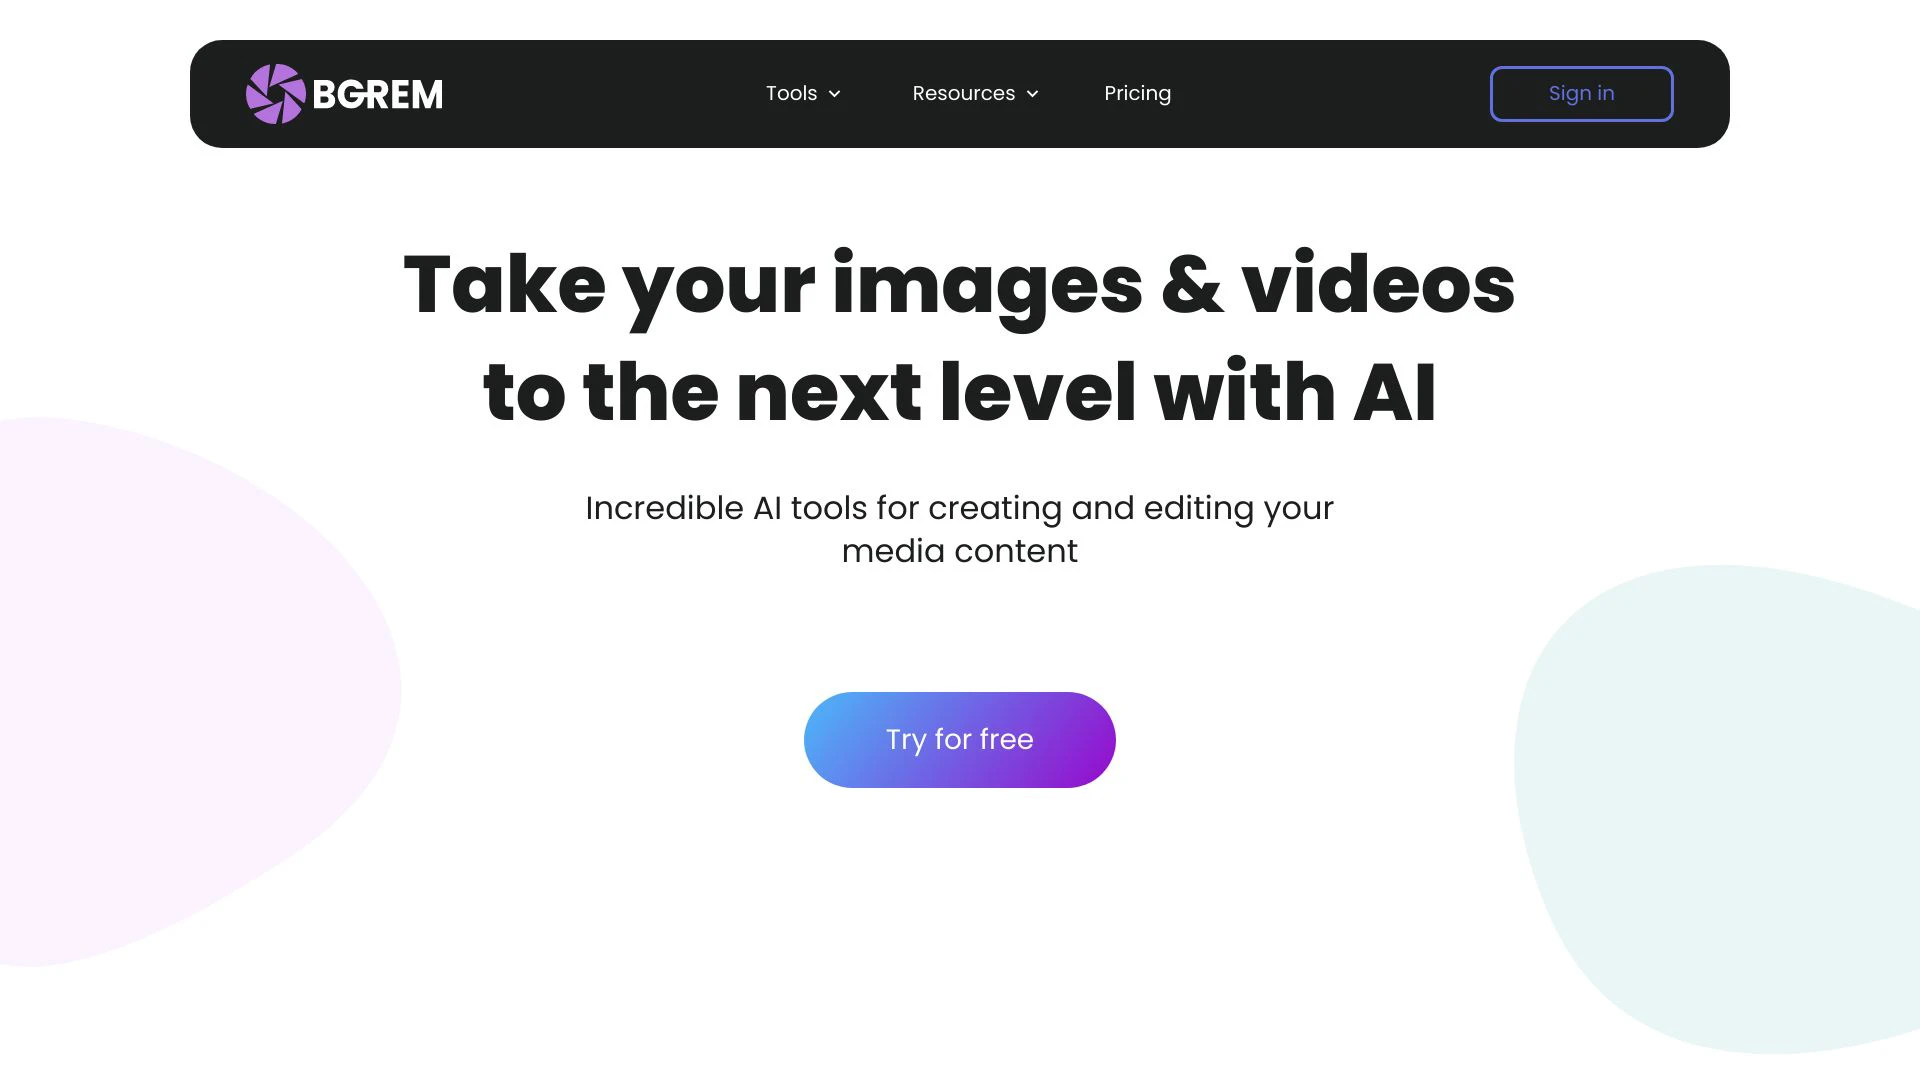 BGREM
Tools
Resources
Pricing
Sign in
Take your images & videos
to the next level with AI
Incredible AI tools for creating and editing your
media content
Try for free